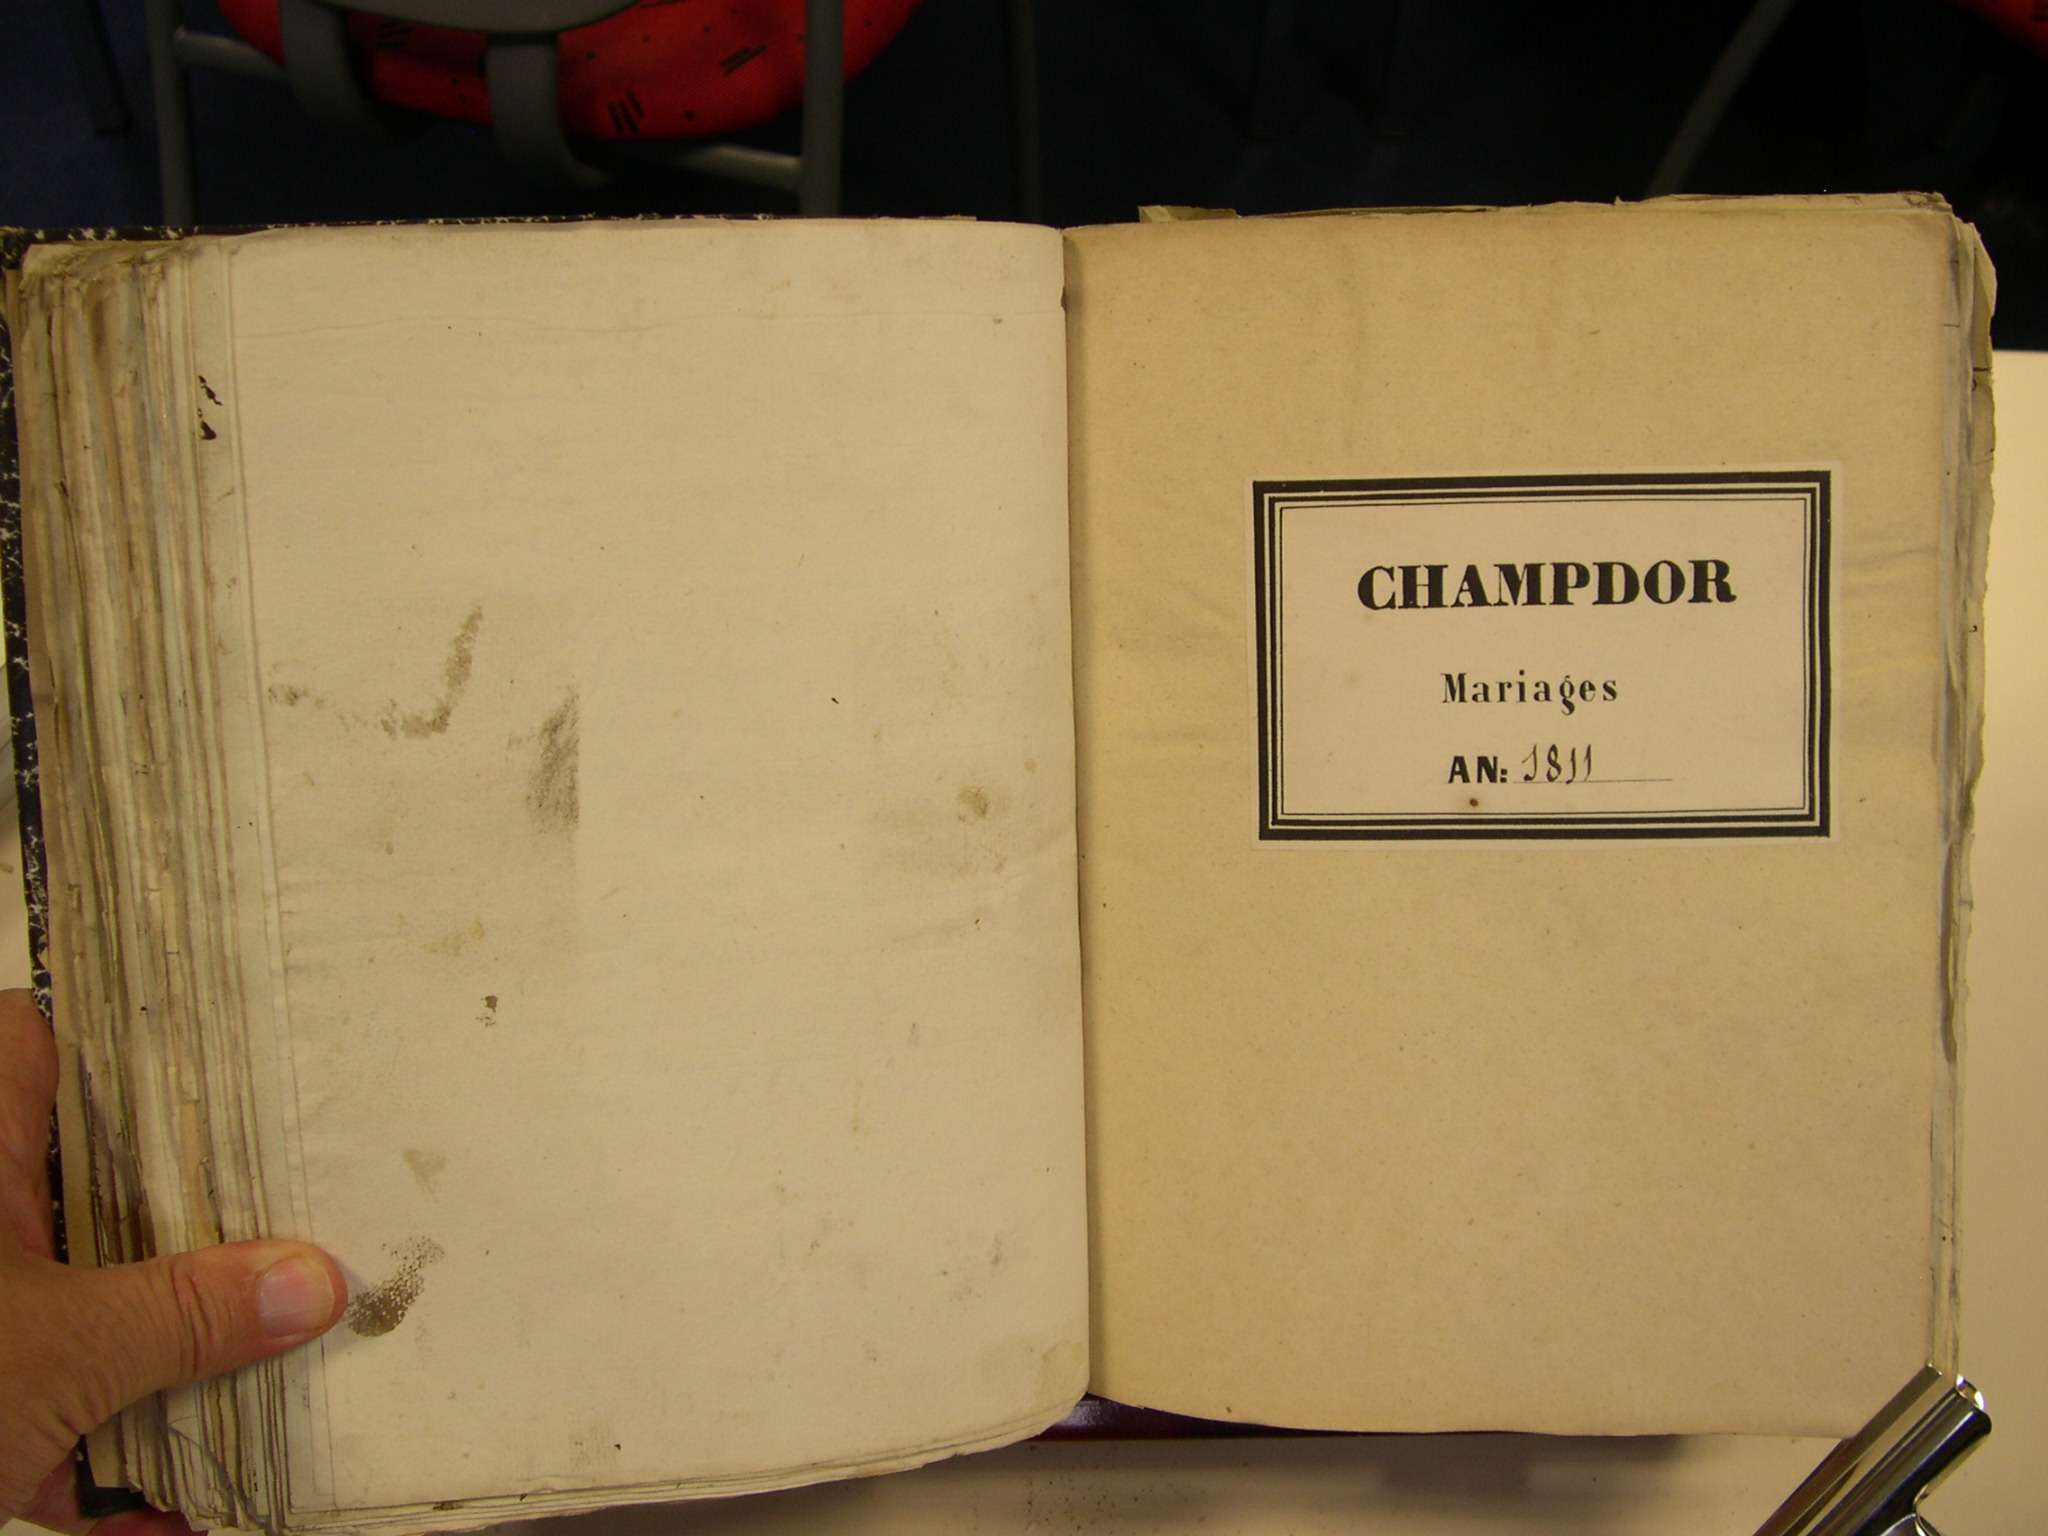 CHAMPDOR
Mariages
AN: 1811